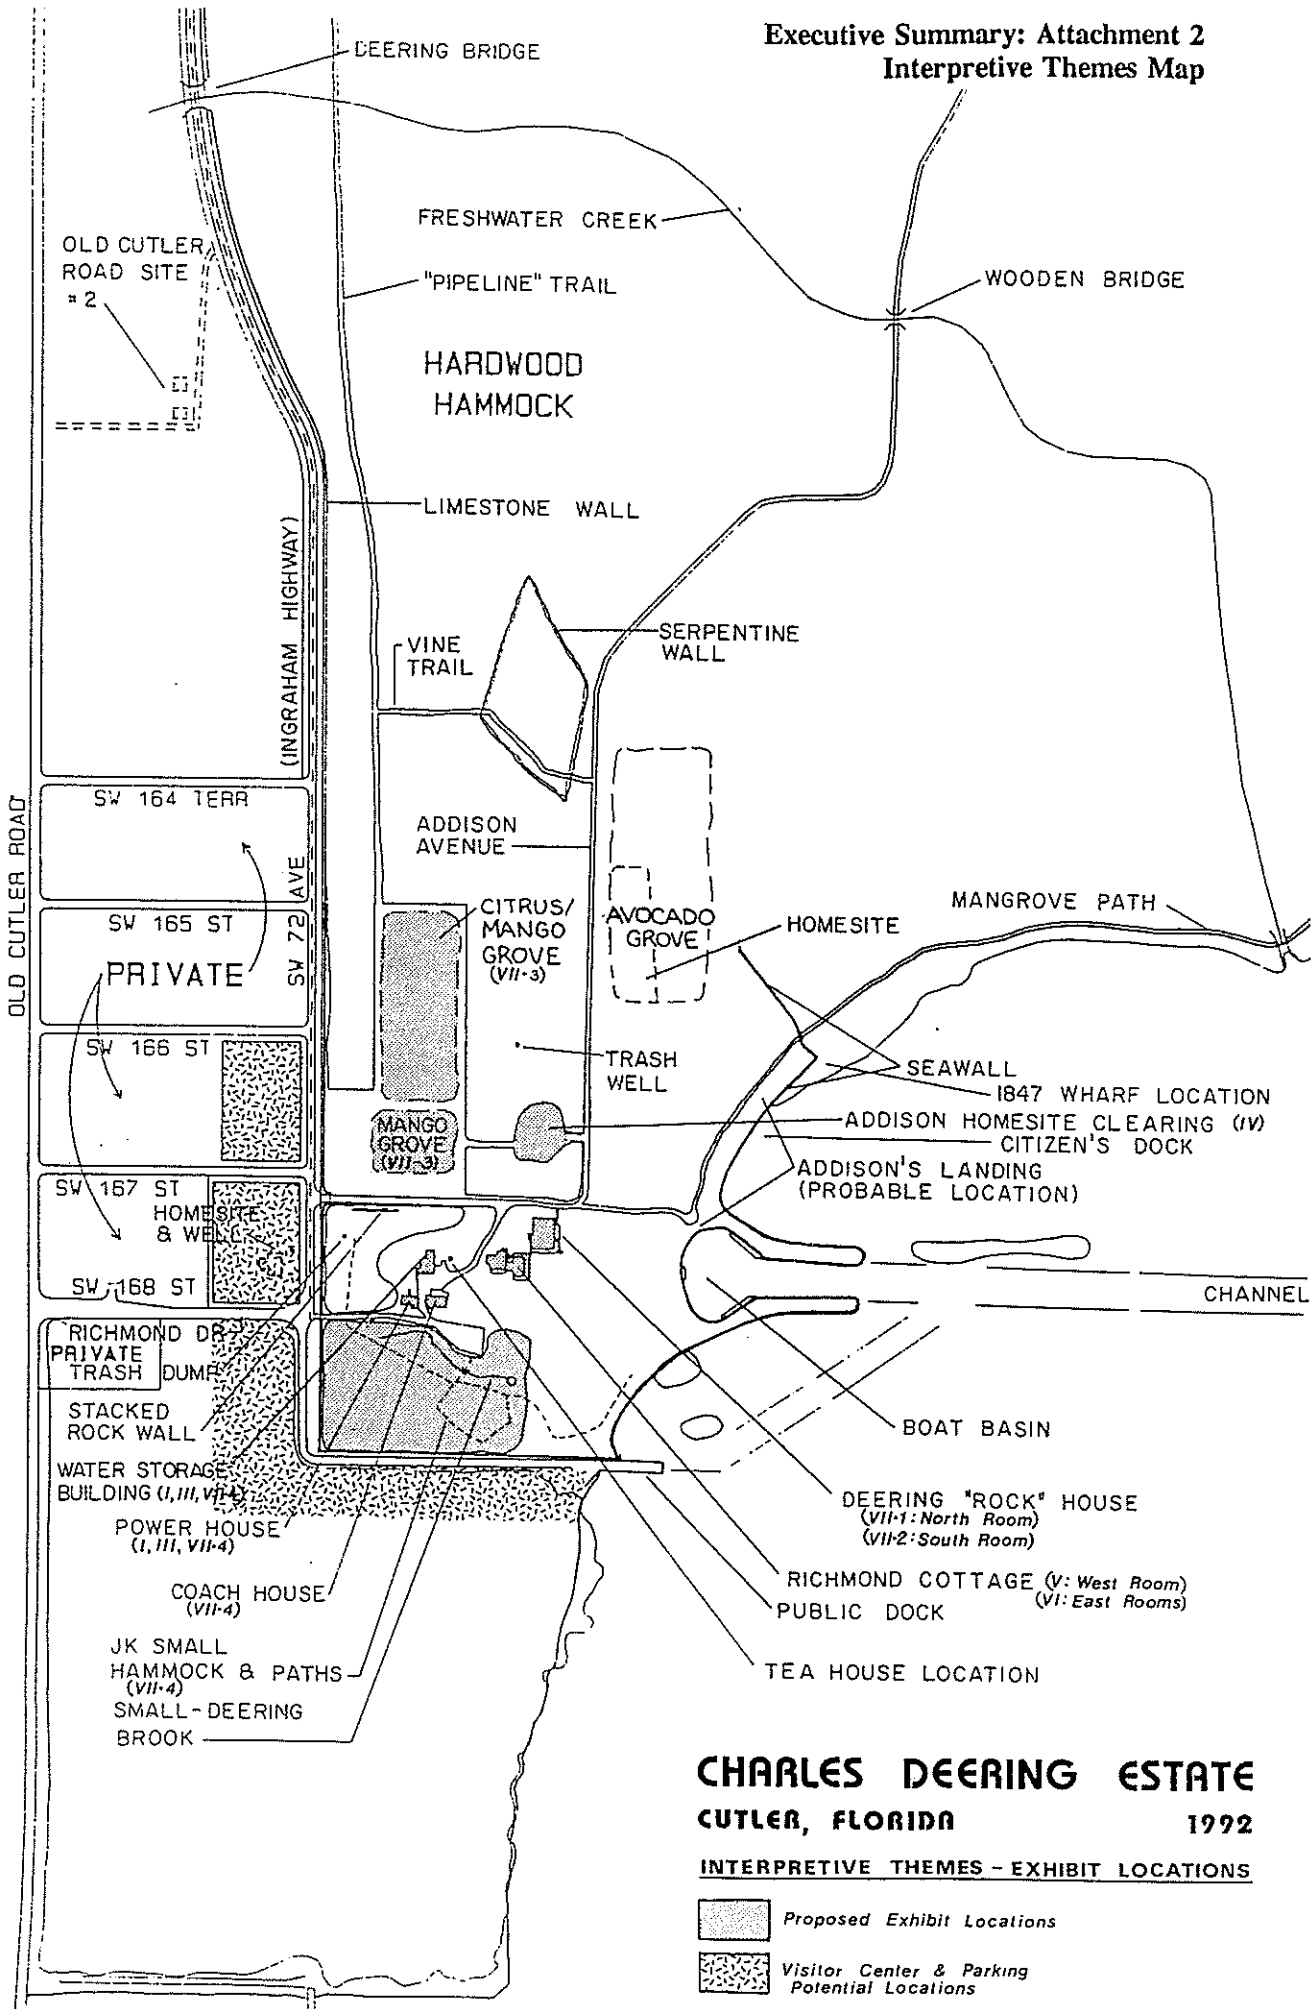 Executive Summary: Attachment 2
Interpretive Themes Map
DEERING BRIDGE
FRESHWATER CREEK
OLD CUTLER
ROAD SITE
#2
"PIPELINE" TRAIL
WOODEN BRIDGE
HARDWOOD
HAMMOCK
LIMESTONE WALL
(INGRAHAM HIGHWAY)
SERPENTINE
WALL
VINE
TRAIL
OLD CUTLER ROAD
SW 164 TERR
ADDISON
AVENUE
SW 72 AVE
SW 165 ST
PRIVATE
CITRUS/
MANGO
GROVE
(VII-3)
AVOCADO
GROVE
HOMESITE
MANGROVE PATH
SW 166 ST
TRASH
WELL
SEAWALL
1847 WHARF LOCATION
MANGO
GROVE
(VII-3)
ADDISON HOMESITE CLEARING (IV)
CITIZEN'S DOCK
ADDISON'S LANDING
(PROBABLE LOCATION)
SW 167 ST
HOMESITE
& WELL
SW 168 ST
CHANNEL
RICHMOND DR
PRIVATE
TRASH DUMP
STACKED
ROCK WALL
BOAT BASIN
WATER STORAGE
BUILDING (I, III, VII-4)
DEERING "ROCK" HOUSE
(VII-1: North Room)
(VII-2: South Room)
POWER HOUSE
(I, III, VII-4)
RICHMOND COTTAGE (V: West Room)
(VI: East Rooms)
COACH HOUSE
(VII-4)
PUBLIC DOCK
JK SMALL
HAMMOCK & PATHS
(VII-4)
TEA HOUSE LOCATION
SMALL-DEERING
BROOK
CHARLES DEERING ESTATE
CUTLER, FLORIDA 1992
INTERPRETIVE THEMES - EXHIBIT LOCATIONS
Proposed Exhibit Locations
Visitor Center & Parking
Potential Locations